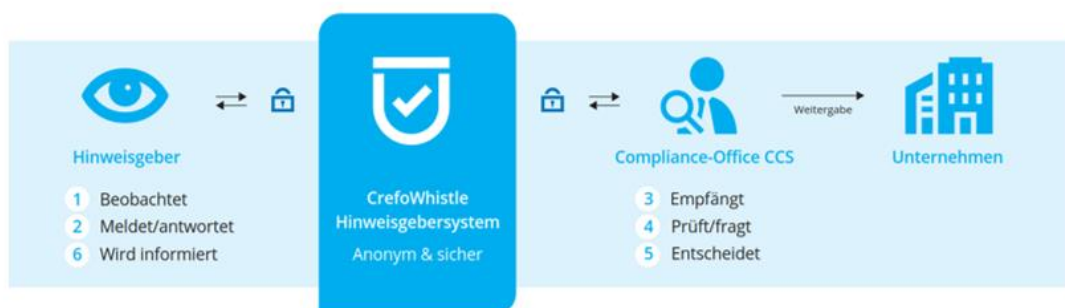 Hinweisgeber
1 Beobachtet
2 Meldet/antwortet
6 Wird informiert
CrefoWhistle
Hinweisgebersystem
Anonym & sicher
Compliance-Office CCS
3 Empfängt
4 Prüft/fragt
5 Entscheidet
Weitergabe
Unternehmen